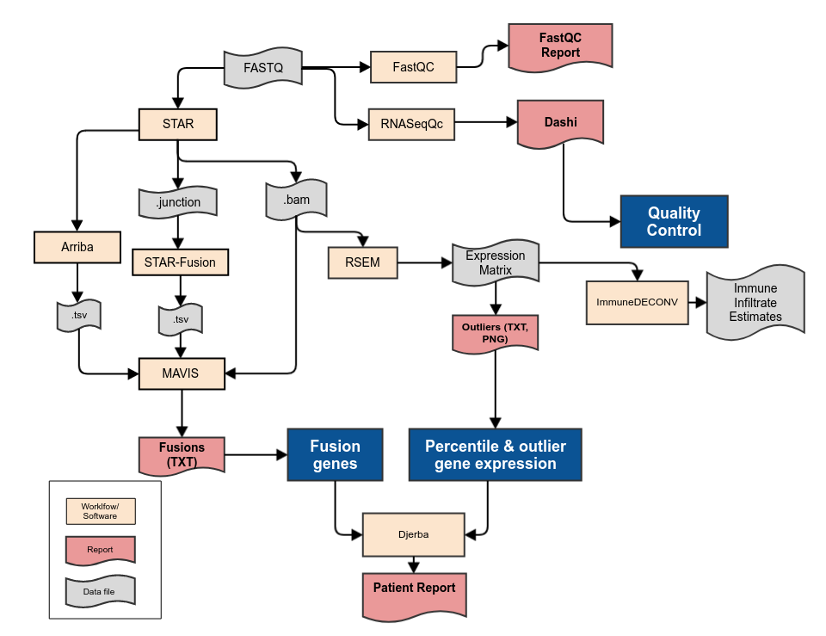 FastQC
Report
FASTQ
FastQC
STAR
RNASeqQc
Dashi
.junction
.bam
Quality
Control
Arriba
STAR-Fusion
RSEM
Expression
Matrix
ImmuneDECONV
Immune
Infiltrate
Estimates
.tsv
.tsv
Outliers (TXT,
PNG)
MAVIS
Fusions
(TXT)
Fusion
genes
Percentile & outlier
gene expression
Worklfow/
Software
Report
Data file
Djerba
Patient Report